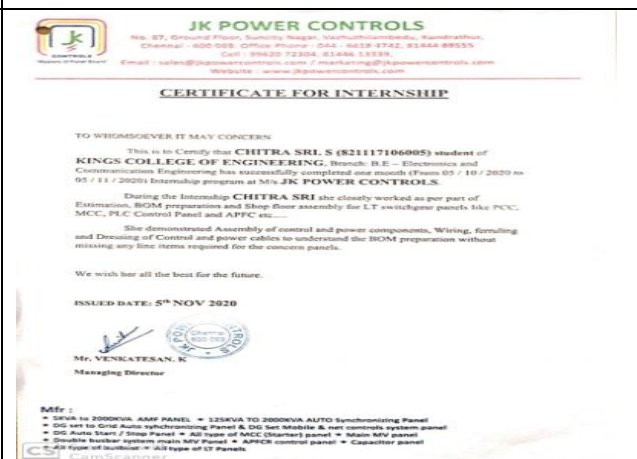 JK POWER CONTROLS
No. 87, Ground Floor, Suncity Nagar, Vazhuthilambedu, Kundrathur,
Chennai - 600 069. Office Phone : 044 - 6618 4742, 81444 88555
Cell : 99620 72304, 81446 13339,
Email : sales@jkpowercontrols.com / marketing@jkpowercontrols.com
Website : www.jkpowercontrols.com
JK
CONTROLS
CERTIFICATE FOR INTERNSHIP
TO WHOMSOEVER IT MAY CONCERN
This is to Certify that CHITRA SRI. S (821117106005) student of
KINGS COLLEGE OF ENGINEERING, Branch: B.E – Electronics and
Communication Engineering has successfully completed one month (From 05 / 10 / 2020 to
05 / 11 / 2020) Internship program at M/s JK POWER CONTROLS.
During the Internship CHITRA SRI she closely worked as per part of
Estimation, BOM preparation and Shop floor assembly for LT switchgear panels like PCC,
MCC, PLC Control Panel and APFC etc....
She demonstrated Assembly of control and power components, Wiring, ferruling
and Dressing of Control and power cables to understand the BOM preparation without
missing any line items required for the concern panels.
We wish her all the best for the future.
ISSUED DATE: 5th NOV 2020
Mr. VENKATESAN. K
Managing Director
Mfr :
• 5KVA to 2000KVA AMF PANEL • 125KVA TO 2000KVA AUTO Synchronizing Panel
• DG set to Grid Auto sybchronizing Panel & DG Set Mobile & net controls system panel
• DG Auto Start / Stop Panel • All type of MCC (Starter) panel • Main MV panel
• Double busbar system main MV Panel • APFCR control panel • Capacitor panel
• All type of • All type of LT Panels
CS CamScanner